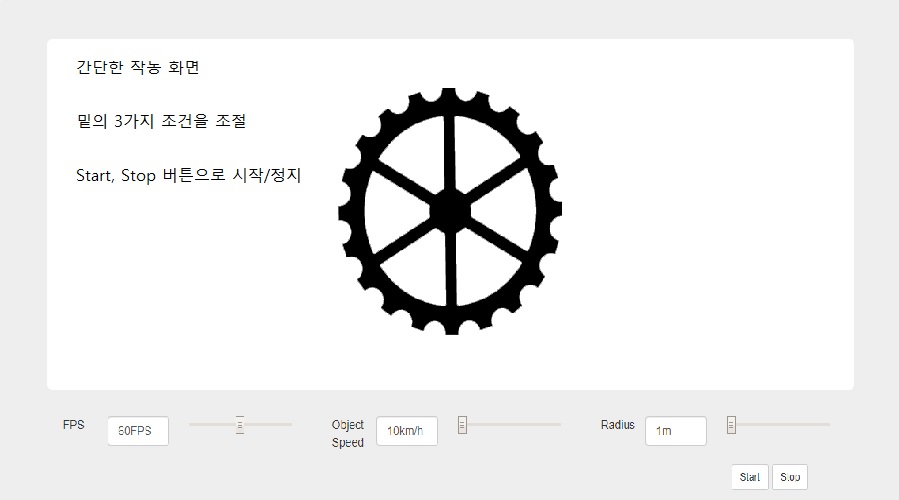 간단한 작농 화면
밑의 3가지 조건을 조절
Start, Stop 버튼으로 시작/정지
FPS
60FPS
Object
Speed
10km/h
Radius
1m
Start
Stop